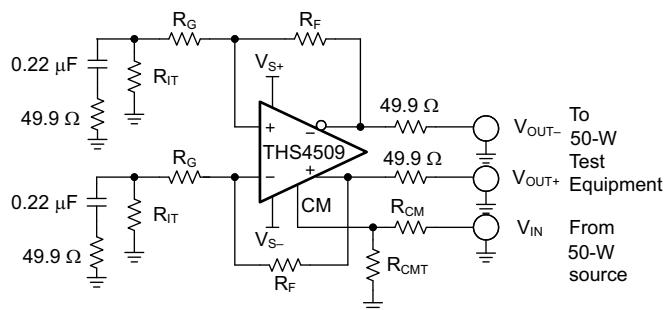 R_G
R_F
0.22 μF
R_IT
V_S+
49.9 Ω
49.9 Ω
V_OUT–
To
50-W
Test
Equipment
+
–
THS4509
R_G
–
+
49.9 Ω
V_OUT+
0.22 μF
R_IT
CM
R_CM
V_IN
From
50-W
source
V_S–
49.9 Ω
R_F
R_CMT